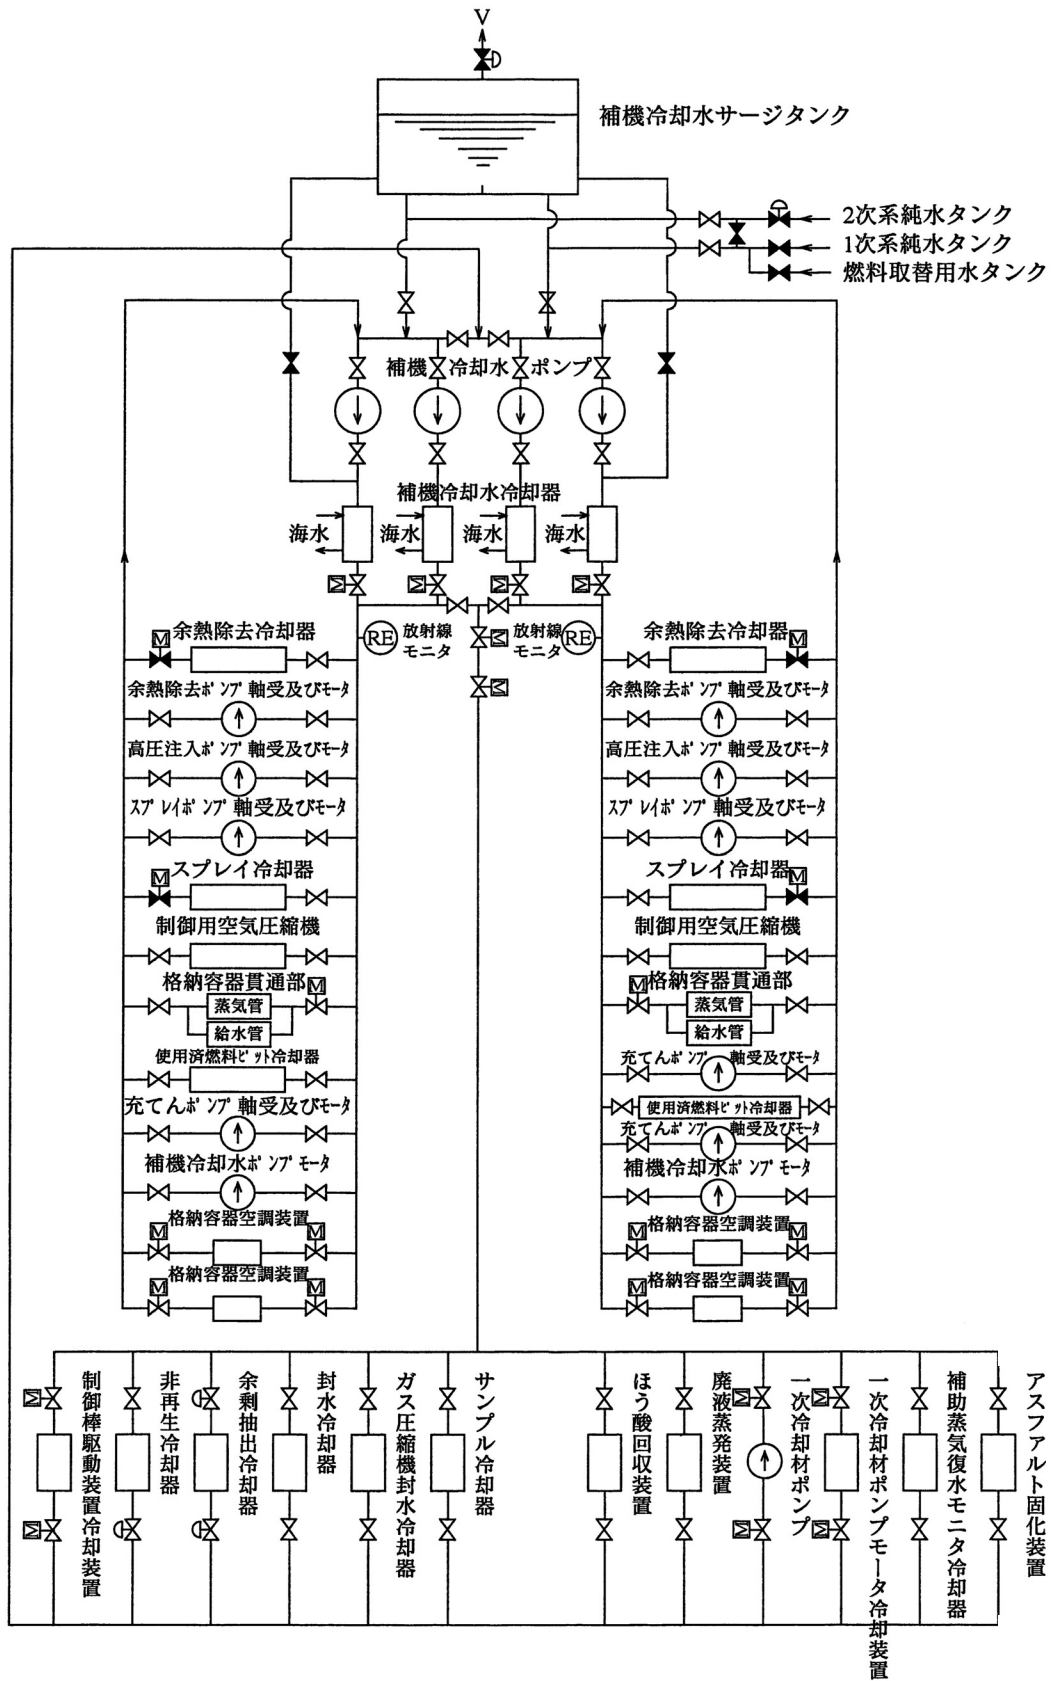 V
補機冷却水サージタンク
2次系純水タンク
1次系純水タンク
燃料取替用水タンク
補機冷却水ポンプ
補機冷却水冷却器
海水 海水 海水 海水
M M M M
RE 放射線モニタ M 放射線モニタ RE
M
余熱除去冷却器
M
余熱除去ポンプ軸受及びモータ
高圧注入ポンプ軸受及びモータ
スプレイポンプ軸受及びモータ
スプレイ冷却器
M
制御用空気圧縮機
格納容器貫通部
M
蒸気管
給水管
使用済燃料ピット冷却器
充てんポンプ軸受及びモータ
補機冷却水ポンプモータ
格納容器空調装置
M M
格納容器空調装置
M M
余熱除去冷却器
M
余熱除去ポンプ軸受及びモータ
高圧注入ポンプ軸受及びモータ
スプレイポンプ軸受及びモータ
スプレイ冷却器
M
制御用空気圧縮機
格納容器貫通部
M
蒸気管
給水管
充てんポンプ軸受及びモータ
使用済燃料ピット冷却器
充てんポンプ軸受及びモータ
補機冷却水ポンプモータ
格納容器空調装置
M M
格納容器空調装置
M M
M
M
制御棒駆動装置冷却装置
非再生冷却器
余剰抽出冷却器
封水冷却器
ガス圧縮機封水冷却器
サンプル冷却器
ほう酸回収装置
廃液蒸発装置
M
M
一次冷却材ポンプ
M
M
一次冷却材ポンプモータ冷却装置
補助蒸気復水モニタ冷却器
アスファルト固化装置